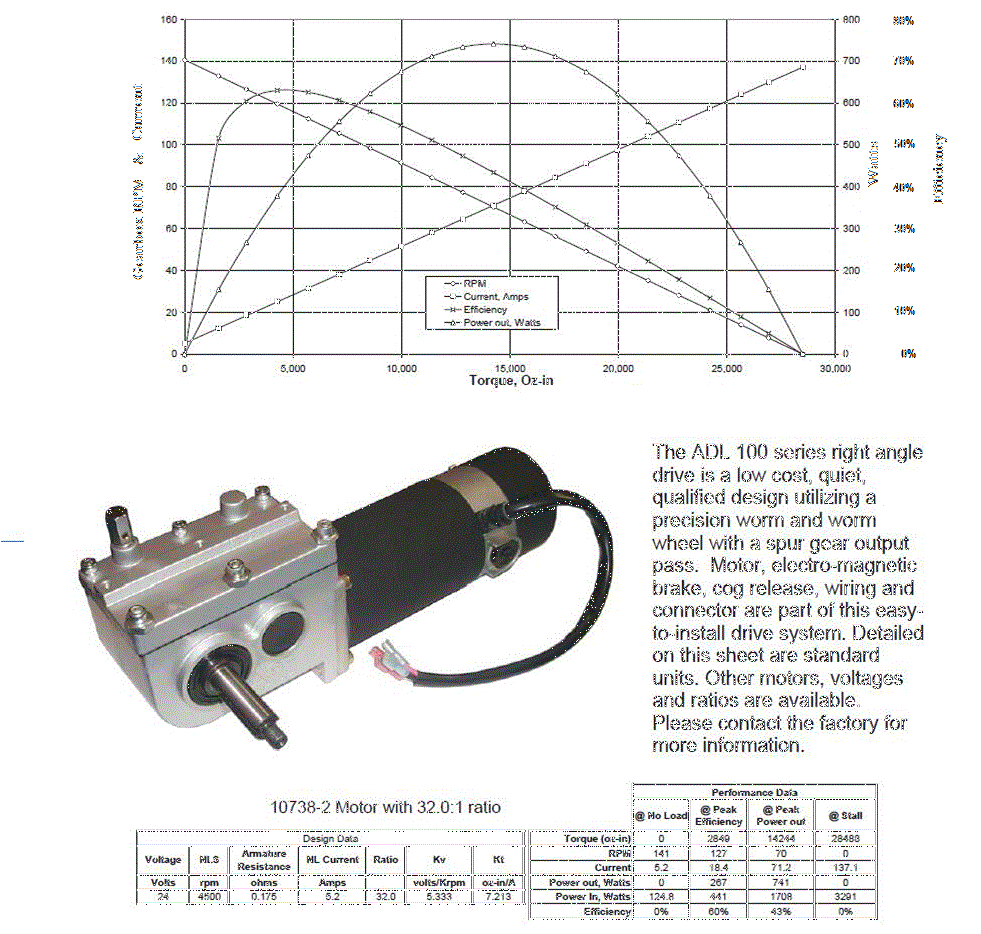 160
140
120
100
80
60
40
20
0
Gearbox RPM & Current
800
700
600
500
400
300
200
100
0
Watts
80%
70%
60%
50%
40%
30%
20%
10%
0%
Efficiency
RPM
Current, Amps
Efficiency
Power out, Watts
0 5,000 10,000 15,000 20,000 25,000 30,000
Torque, Oz-in
The ADL 100 series right angle
drive is a low cost, quiet,
qualified design utilizing a
precision worm and worm
wheel with a spur gear output
pass. Motor, electro-magnetic
brake, cog release, wiring and
connector are part of this easy-
to-install drive system. Detailed
on this sheet are standard
units. Other motors, voltages
and ratios are available.
Please contact the factory for
more information.
10738-2 Motor with 32.0:1 ratio
Design Data
Voltage NLS Armature Resistance NL Current Ratio Kv Kt
Volts rpm ohms Amps volts/Krpm oz-in/A
24 4500 0.175 5.2 32.0 5.333 7.213
Performance Data
@ No Load @ Peak Efficiency @ Peak Power out @ Stall
Torque (oz-in) 0 2849 14244 28488
RPM 141 127 70 0
Current 5.2 18.4 71.2 137.1
Power out, Watts 0 267 741 0
Power In, Watts 124.8 441 1708 3291
Efficiency 0% 60% 43% 0%